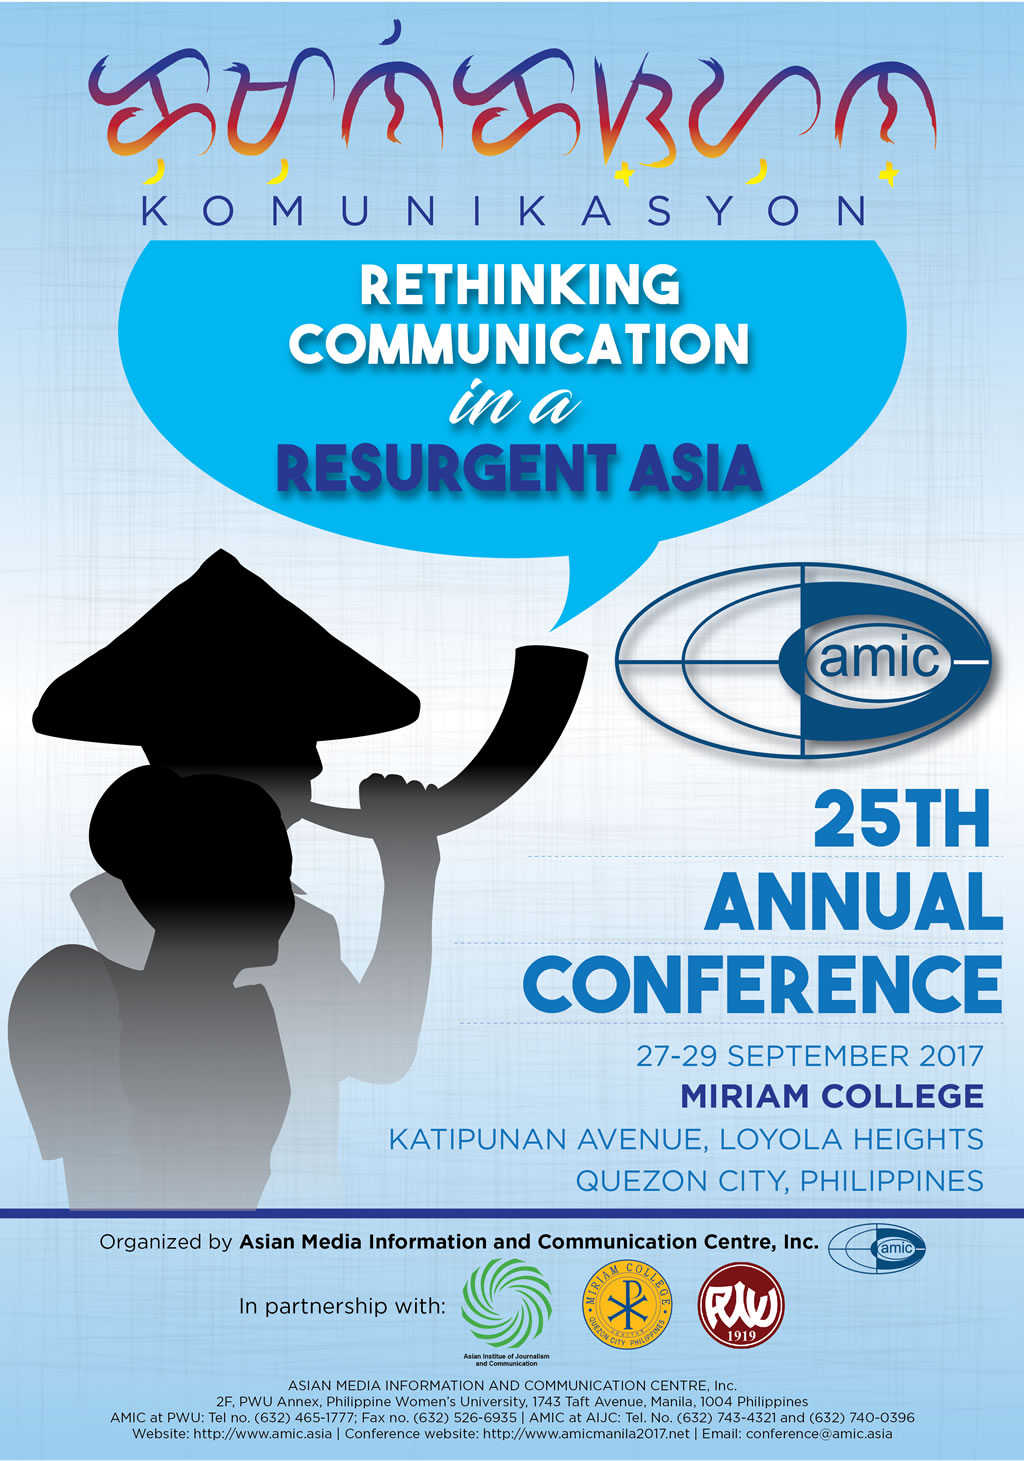 ᜃᜓᜋᜓᜈᜒᜃᜐ᜔ᜌᜓᜈ᜔
KOMUNIKASYON
RETHINKING
COMMUNICATION
in a
RESURGENT ASIA
amic
25TH
ANNUAL
CONFERENCE
27-29 SEPTEMBER 2017
MIRIAM COLLEGE
KATIPUNAN AVENUE, LOYOLA HEIGHTS
QUEZON CITY, PHILIPPINES
Organized by Asian Media Information and Communication Centre, Inc.
amic
In partnership with:
Asian Institue of Journalism
and Communication
MIRIAM COLLEGE
QUEZON CITY PHILIPPINES
PWU
1919
ASIAN MEDIA INFORMATION AND COMMUNICATION CENTRE, Inc.
2F, PWU Annex, Philippine Women's University, 1743 Taft Avenue, Manila, 1004 Philippines
AMIC at PWU: Tel no. (632) 465-1777; Fax no. (632) 526-6935 | AMIC at AIJC: Tel. No. (632) 743-4321 and (632) 740-0396
Website: http://www.amic.asia | Conference website: http://www.amicmanila2017.net | Email: conference@amic.asia